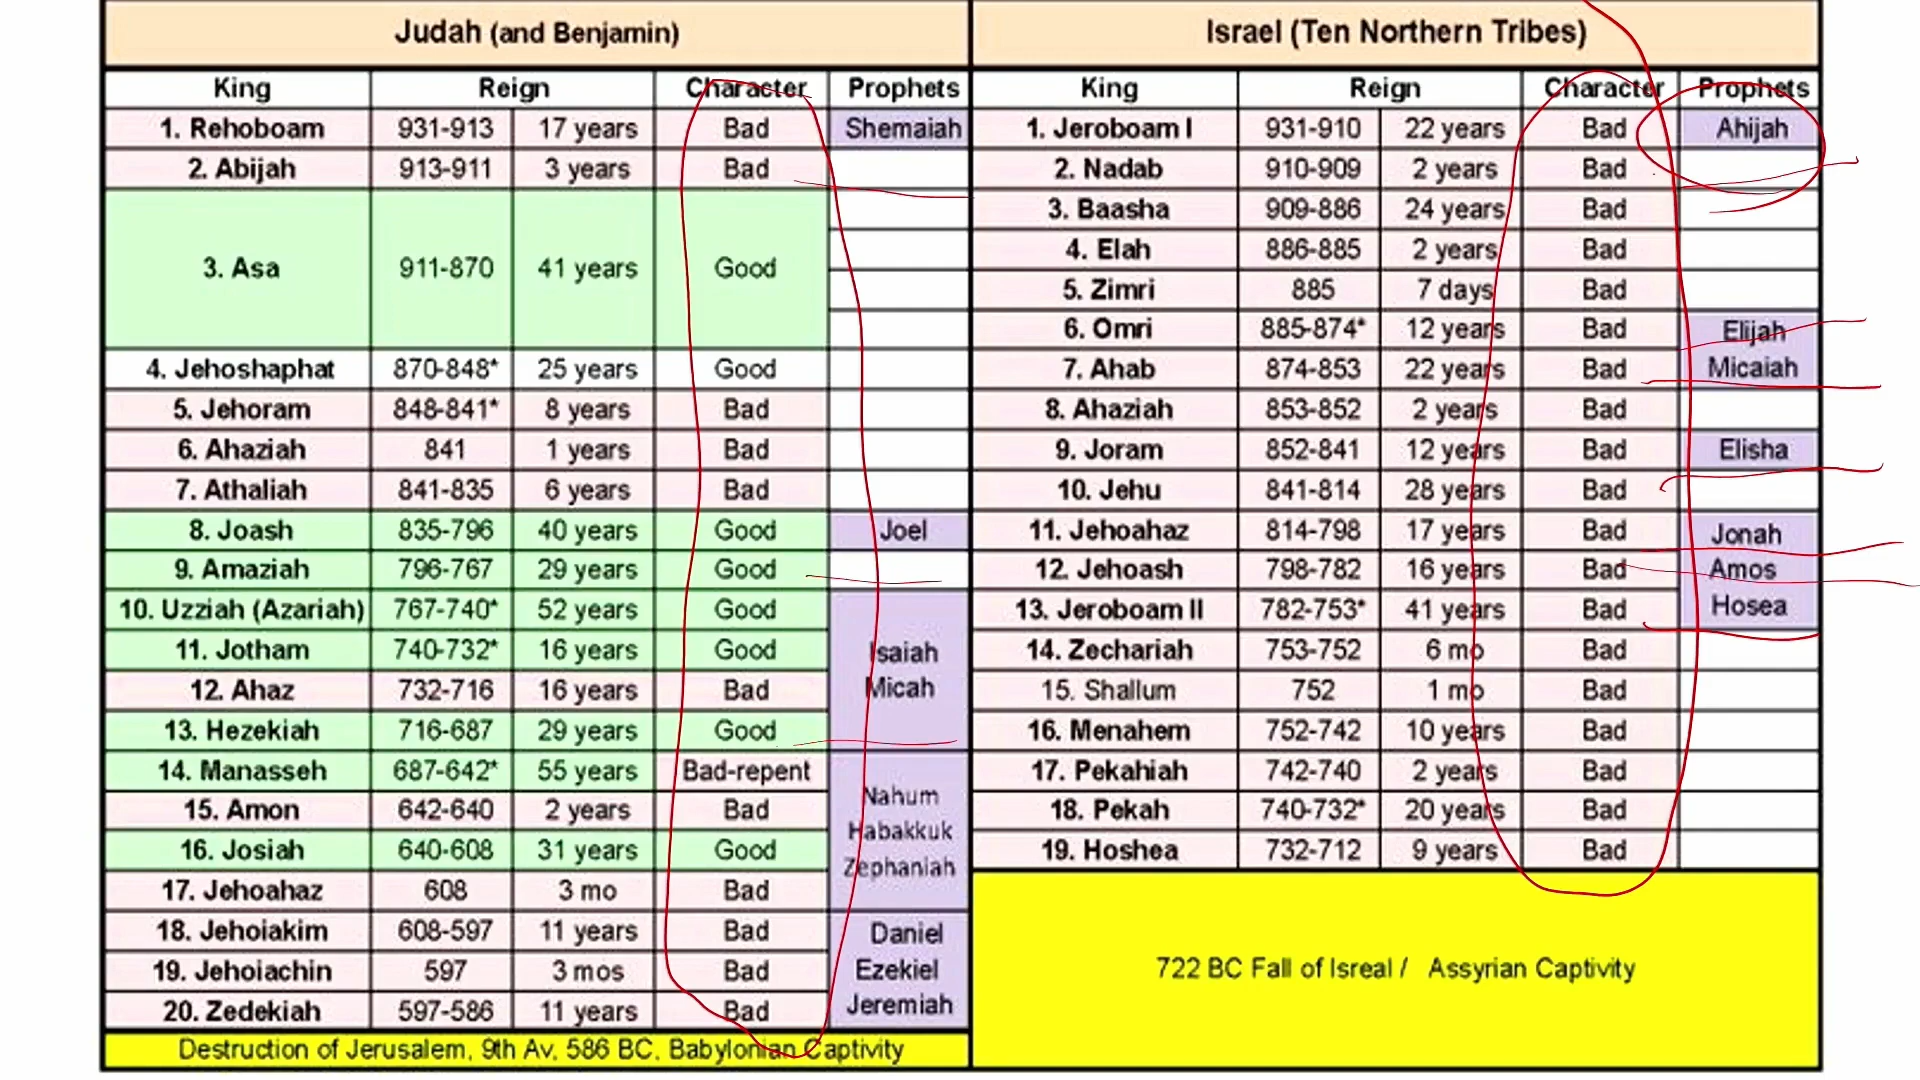 Judah (and Benjamin)
King Reign Character Prophets
1. Rehoboam 931-913 17 years Bad Shemaiah
2. Abijah 913-911 3 years Bad
3. Asa 911-870 41 years Good
4. Jehoshaphat 870-848* 25 years Good
5. Jehoram 848-841* 8 years Bad
6. Ahaziah 841 1 years Bad
7. Athaliah 841-835 6 years Bad
8. Joash 835-796 40 years Good Joel
9. Amaziah 796-767 29 years Good
10. Uzziah (Azariah) 767-740* 52 years Good
11. Jotham 740-732* 16 years Good Isaiah
12. Ahaz 732-716 16 years Bad Micah
13. Hezekiah 716-687 29 years Good
14. Manasseh 687-642* 55 years Bad-repent
Nahum
15. Amon 642-640 2 years Bad
Habakkuk
16. Josiah 640-608 31 years Good
Zephaniah
17. Jehoahaz 608 3 mo Bad
18. Jehoiakim 608-597 11 years Bad Daniel
19. Jehoiachin 597 3 mos Bad Ezekiel
20. Zedekiah 597-586 11 years Bad Jeremiah
Destruction of Jerusalem, 9th Av, 586 BC, Babylonian Captivity
Israel (Ten Northern Tribes)
King Reign Character Prophets
1. Jeroboam I 931-910 22 years Bad Ahijah
2. Nadab 910-909 2 years Bad
3. Baasha 909-886 24 years Bad
4. Elah 886-885 2 years Bad
5. Zimri 885 7 days Bad
6. Omri 885-874* 12 years Bad Elijah
7. Ahab 874-853 22 years Bad Micaiah
8. Ahaziah 853-852 2 years Bad
9. Joram 852-841 12 years Bad Elisha
10. Jehu 841-814 28 years Bad
11. Jehoahaz 814-798 17 years Bad Jonah
12. Jehoash 798-782 16 years Bad Amos
13. Jeroboam II 782-753* 41 years Bad Hosea
14. Zechariah 753-752 6 mo Bad
15. Shallum 752 1 mo Bad
16. Menahem 752-742 10 years Bad
17. Pekahiah 742-740 2 years Bad
18. Pekah 740-732* 20 years Bad
19. Hoshea 732-712 9 years Bad
722 BC Fall of Isreal / Assyrian Captivity